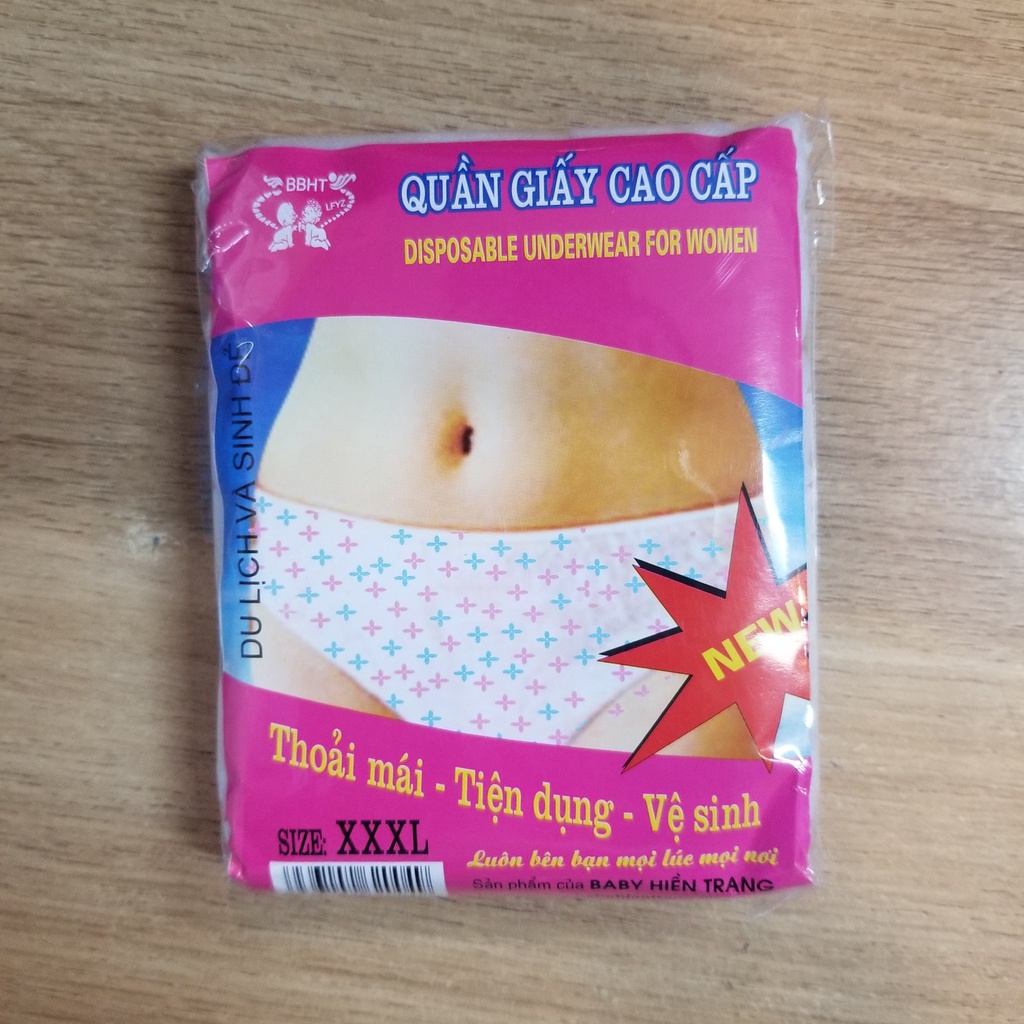 BBHT
LFYZ
QUẦN GIẤY CAO CẤP
DISPOSABLE UNDERWEAR FOR WOMEN
DU LỊCH VÀ SINH ĐẺ
NEW
Thoải mái - Tiện dụng - Vệ sinh
SIZE: XXXL
Luôn bên bạn mọi lúc mọi nơi
Sản phẩm của BABY HIỀN TRANG